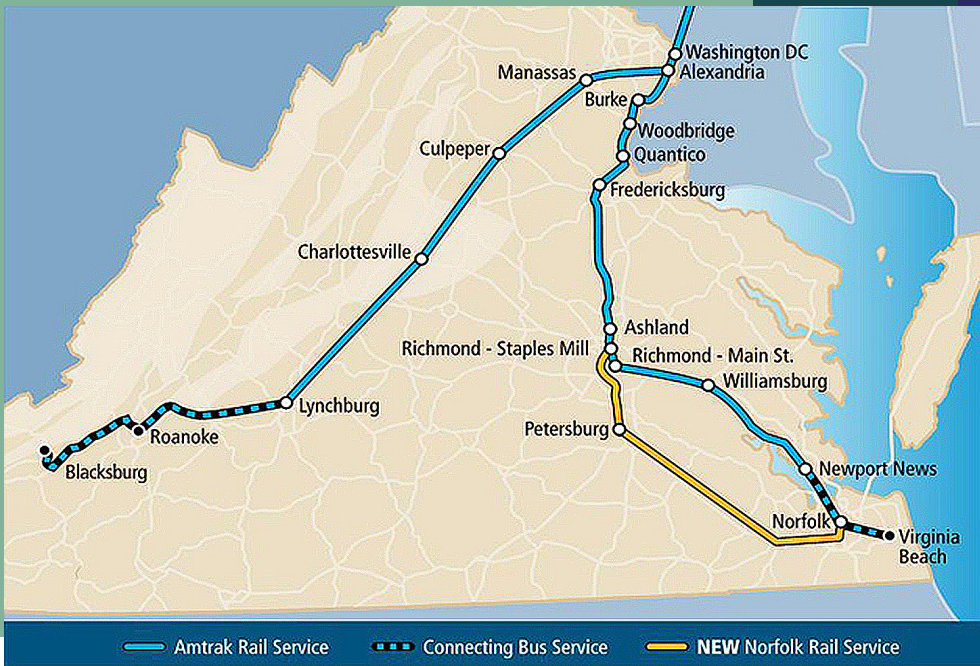 Washington DC
Manassas
Alexandria
Burke
Woodbridge
Culpeper
Quantico
Fredericksburg
Charlottesville
Ashland
Richmond - Staples Mill
Richmond - Main St.
Williamsburg
Lynchburg
Roanoke
Petersburg
Blacksburg
Newport News
Norfolk
Virginia
Beach
Amtrak Rail Service
Connecting Bus Service
NEW Norfolk Rail Service